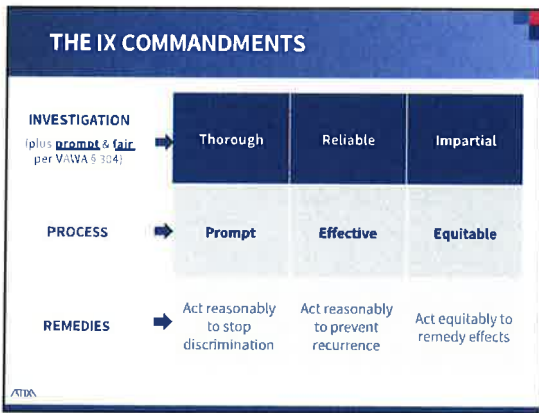 THE IX COMMANDMENTS
INVESTIGATION
(plus prompt & fair
per VAWA § 304)
Thorough
Reliable
Impartial
PROCESS
Prompt
Effective
Equitable
REMEDIES
Act reasonably
to stop
discrimination
Act reasonably
to prevent
recurrence
Act equitably to
remedy effects
ATIXA